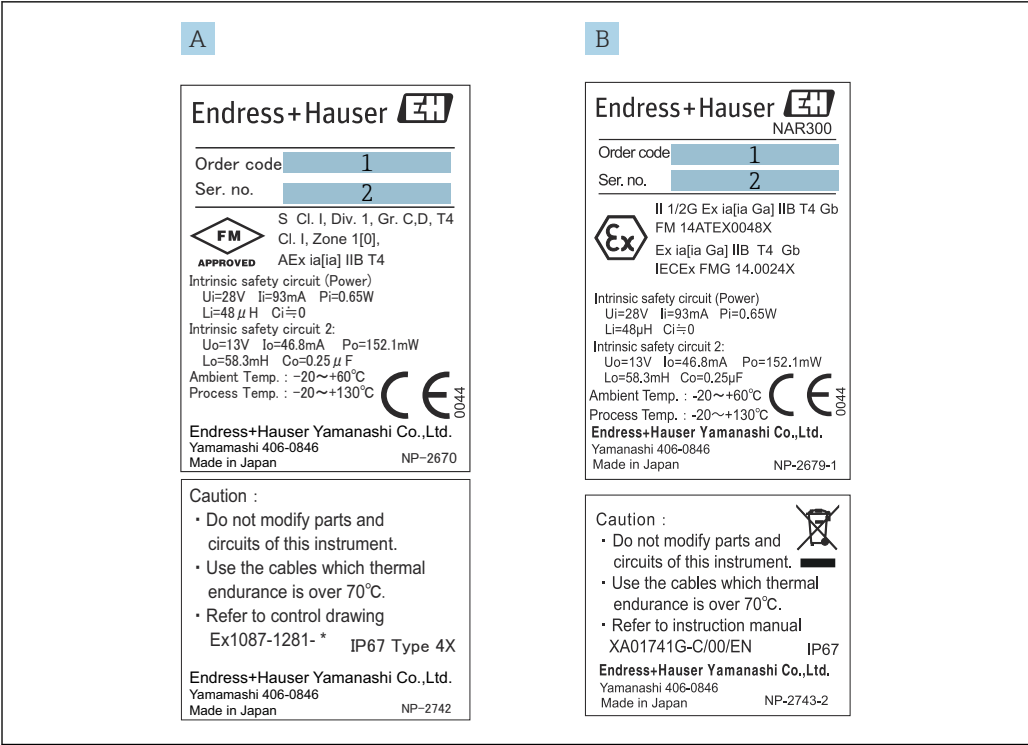 A
Endress+Hauser EH
Order code 1
Ser. no. 2
FM
APPROVED
S Cl. I, Div. 1, Gr. C,D, T4
Cl. I, Zone 1[0],
AEx ia[ia] IIB T4
Intrinsic safety circuit (Power)
Ui=28V Ii=93mA Pi=0.65W
Li=48μH Ci≒0
Intrinsic safety circuit 2:
Uo=13V Io=46.8mA Po=152.1mW
Lo=58.3mH Co=0.25μF
Ambient Temp. : -20～+60℃
Process Temp. : -20～+130℃
CE 0044
Endress+Hauser Yamanashi Co.,Ltd.
Yamamashi 406-0846
Made in Japan NP-2670
Caution :
・Do not modify parts and
circuits of this instrument.
・Use the cables which thermal
endurance is over 70℃.
・Refer to control drawing
Ex1087-1281- * IP67 Type 4X
Endress+Hauser Yamanashi Co.,Ltd.
Yamamashi 406-0846
Made in Japan NP-2742
B
Endress+Hauser EH
NAR300
Order code 1
Ser. no. 2
Ex
II 1/2G Ex ia[ia Ga] IIB T4 Gb
FM 14ATEX0048X
Ex ia[ia Ga] IIB T4 Gb
IECEx FMG 14.0024X
Intrinsic safety circuit (Power)
Ui=28V Ii=93mA Pi=0.65W
Li=48μH Ci≒0
Intrinsic safety circuit 2:
Uo=13V Io=46.8mA Po=152.1mW
Lo=58.3mH Co=0.25μF
Ambient Temp. : -20～+60℃
Process Temp. : -20～+130℃
CE 0044
Endress+Hauser Yamanashi Co.,Ltd.
Yamanashi 406-0846
Made in Japan NP-2679-1
Caution :
・Do not modify parts and
circuits of this instrument.
・Use the cables which thermal
endurance is over 70℃.
・Refer to instruction manual
XA01741G-C/00/EN IP67
Endress+Hauser Yamanashi Co.,Ltd.
Yamanashi 406-0846
Made in Japan NP-2743-2